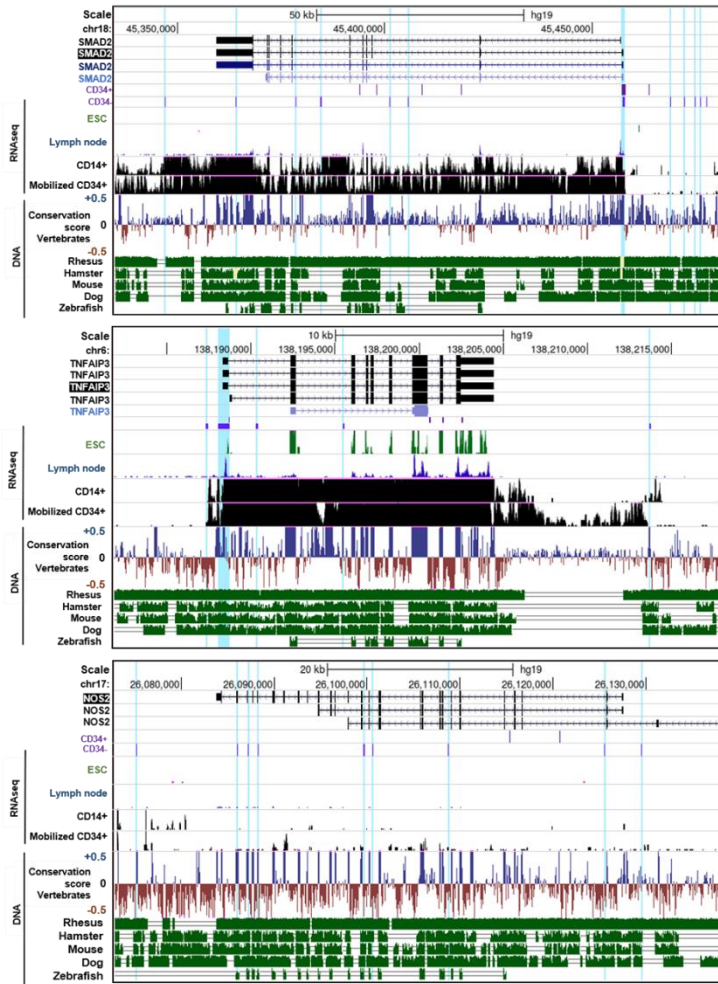 Scale 50 kb hg19
chr18: 45,350,000 45,400,000 45,450,000
SMAD2
SMAD2
SMAD2
SMAD2
CD34+
CD34-
ESC
Lymph node
CD14+
Mobilized CD34+
RNAseq
+0.5
Conservation
score 0
Vertebrates
-0.5
Rhesus
Hamster
Mouse
Dog
Zebrafish
DNA
Scale 10 kb hg19
chr6: 138,190,000 138,195,000 138,200,000 138,205,000 138,210,000 138,215,000
TNFAIP3
TNFAIP3
TNFAIP3
TNFAIP3
TNFAIP3
ESC
Lymph node
CD14+
Mobilized CD34+
RNAseq
+0.5
Conservation
score 0
Vertebrates
-0.5
Rhesus
Hamster
Mouse
Dog
Zebrafish
DNA
Scale 20 kb hg19
chr17: 26,080,000 26,090,000 26,100,000 26,110,000 26,120,000 26,130,000
NOS2
NOS2
NOS2
CD34+
CD34-
ESC
Lymph node
CD14+
Mobilized CD34+
RNAseq
+0.5
Conservation
score 0
Vertebrates
-0.5
Rhesus
Hamster
Mouse
Dog
Zebrafish
DNA